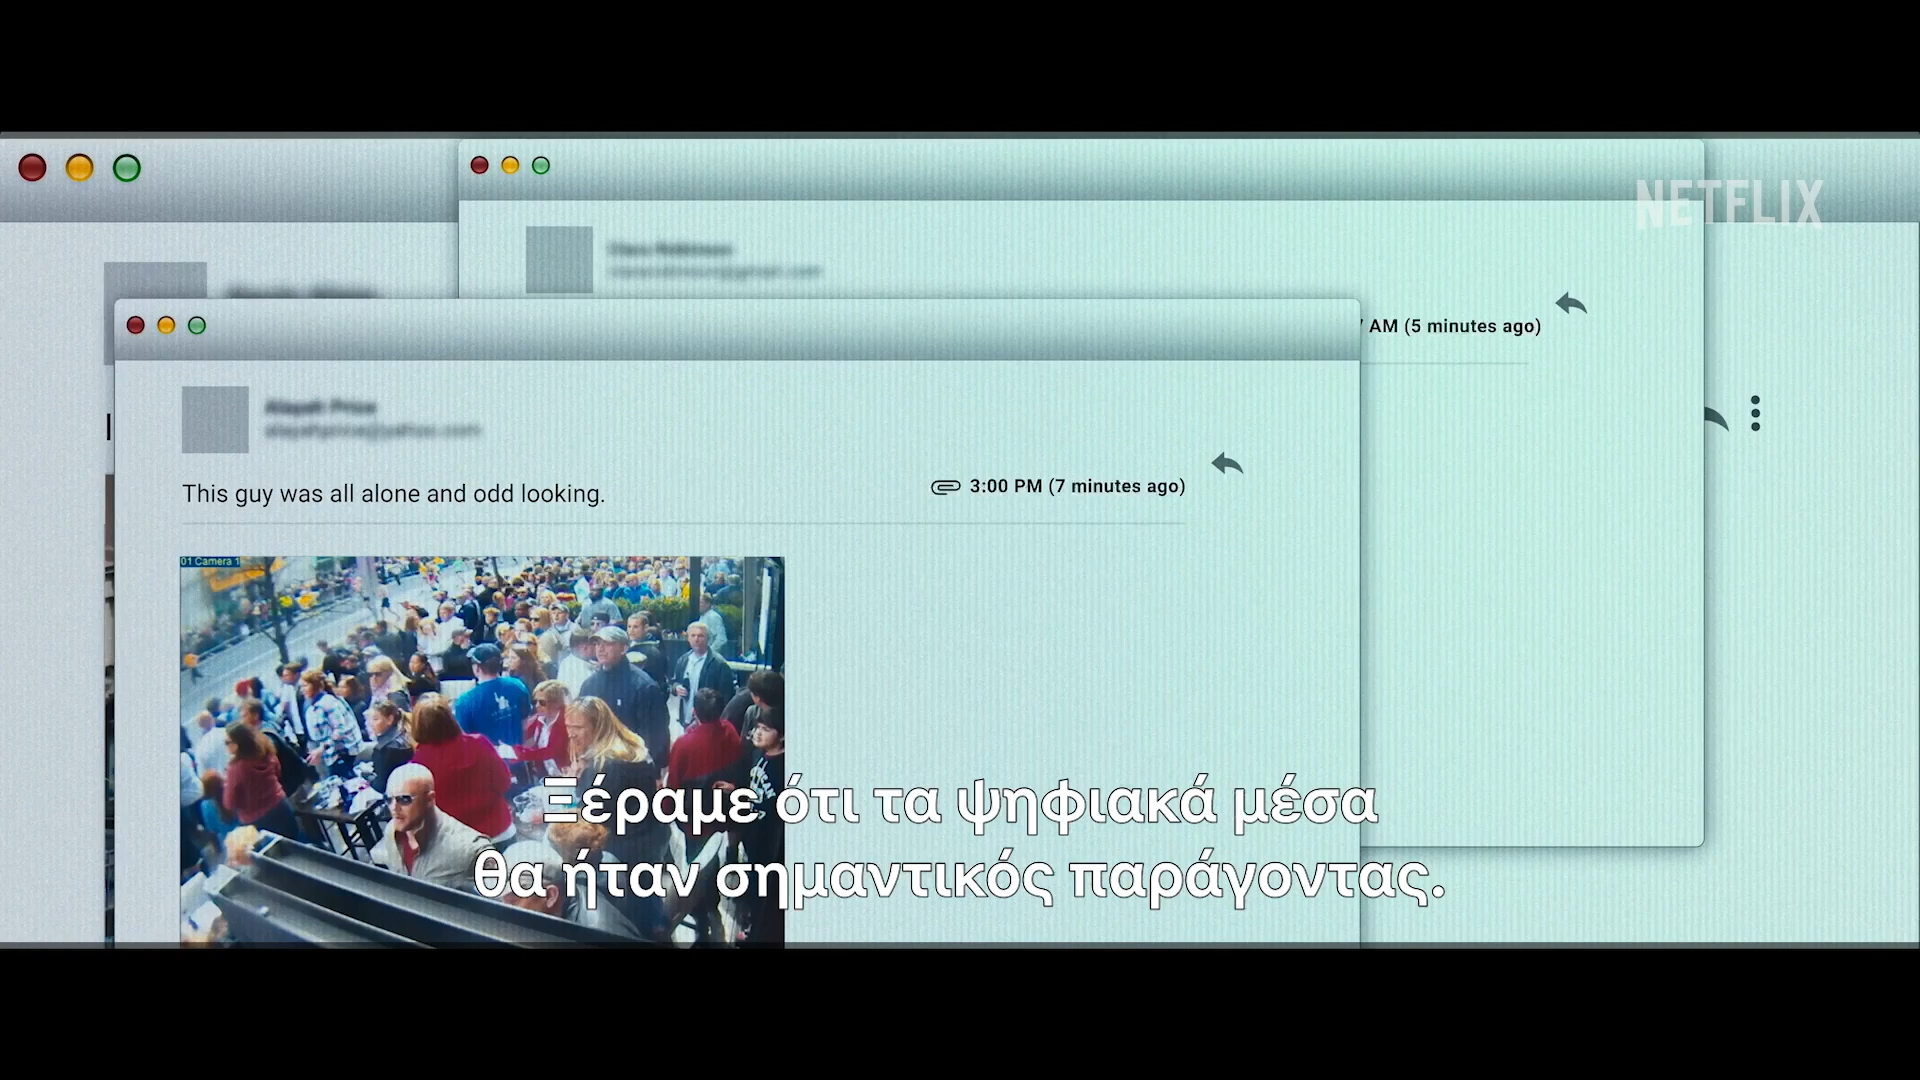 NETFLIX
AM (5 minutes ago)
This guy was all alone and odd looking.
3:00 PM (7 minutes ago)
01 Camera 1
Ξέραμε ότι τα ψηφιακά μέσα
θα ήταν σημαντικός παράγοντας.